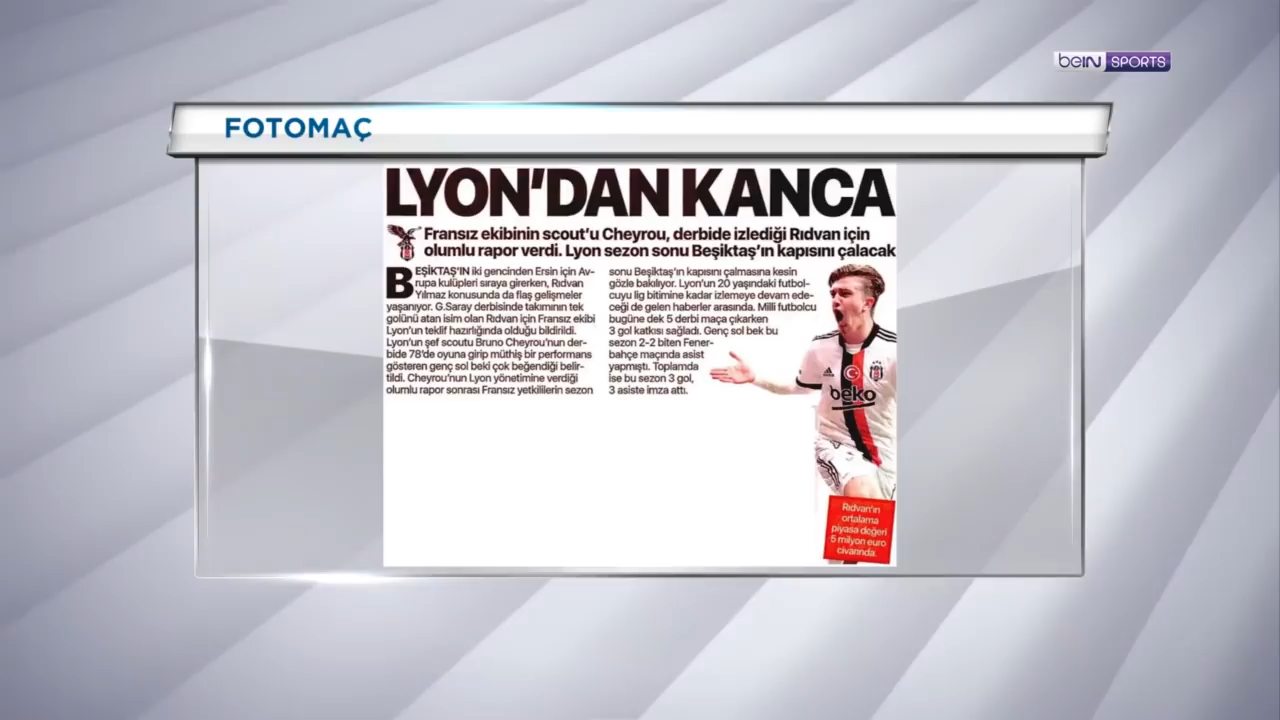 beIN SPORTS
FOTOMAÇ
LYON'DAN KANCA
Fransız ekibinin scout'u Cheyrou, derbide izlediği Rıdvan için
olumlu rapor verdi. Lyon sezon sonu Beşiktaş'ın kapısını çalacak
BEŞİKTAŞ'IN iki gencinden Ersin için Av-
rupa kulüpleri sıraya girerken, Rıdvan
Yılmaz konusunda da flaş gelişmeler
yaşanıyor. G.Saray derbisinde takımının tek
golünü atan isim olan Rıdvan için Fransız ekibi
Lyon'un teklif hazırlığında olduğu bildirildi.
Lyon'un şef scoutu Bruno Cheyrou'nun der-
bide 78'de oyuna girip müthiş bir performans
gösteren genç sol beki çok beğendiği belir-
tildi. Cheyrou'nun Lyon yönetimine verdiği
olumlu rapor sonrası Fransız yetkililerin sezon
sonu Beşiktaş'ın kapısını çalmasına kesin
gözle bakılıyor. Lyon'un 20 yaşındaki futbol-
cuyu lig bitimine kadar izlemeye devam ede-
ceği de gelen haberler arasında. Milli futbolcu
bugüne dek 5 derbi maça çıkarken
3 gol katkısı sağladı. Genç sol bek bu
sezon 2-2 biten Fener-
bahçe maçında asist
yapmıştı. Toplamda
ise bu sezon 3 gol,
3 asiste imza attı.
beko
Rıdvan'ın
ortalama
piyasa değeri
5 milyon euro
civarında.